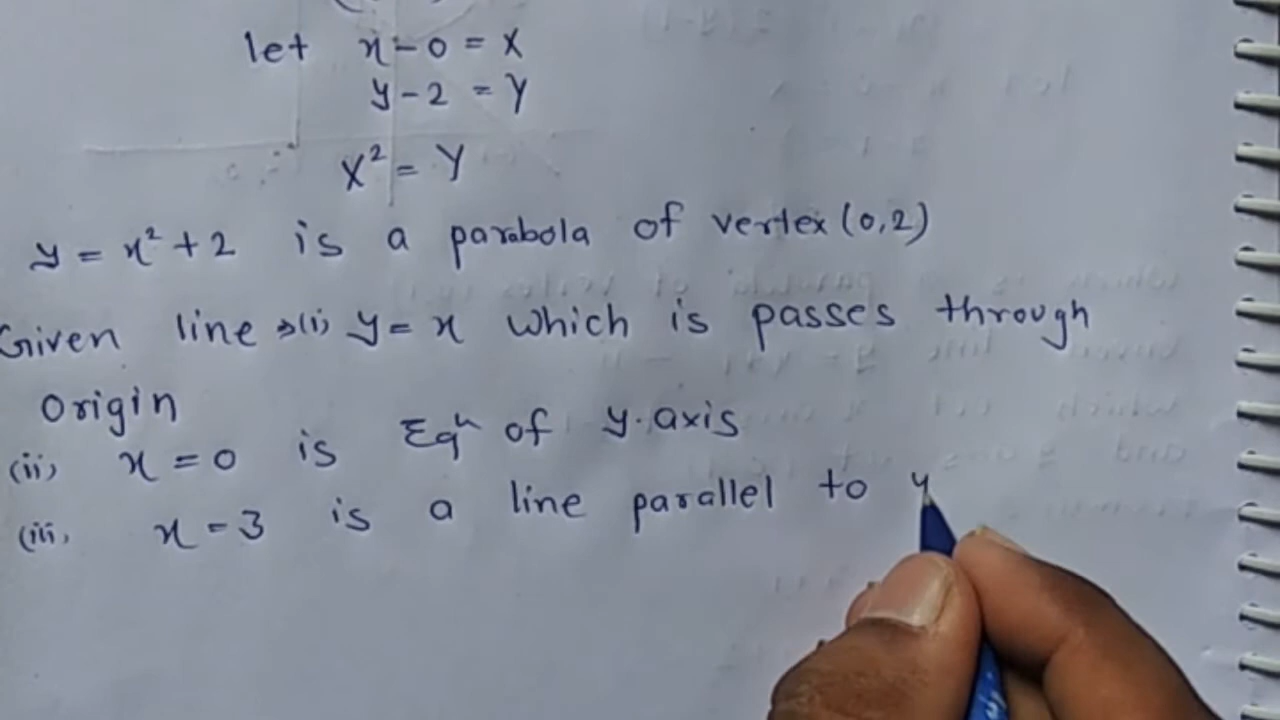 let x - 0 = X
y - 2 = Y
X² = Y
y = x² + 2 is a parabola of vertex (0,2)
Given line →(i) y = x which is passes through
origin
(ii) x = 0 is Eqⁿ of y.axis
(iii) x = 3 is a line parallel to y